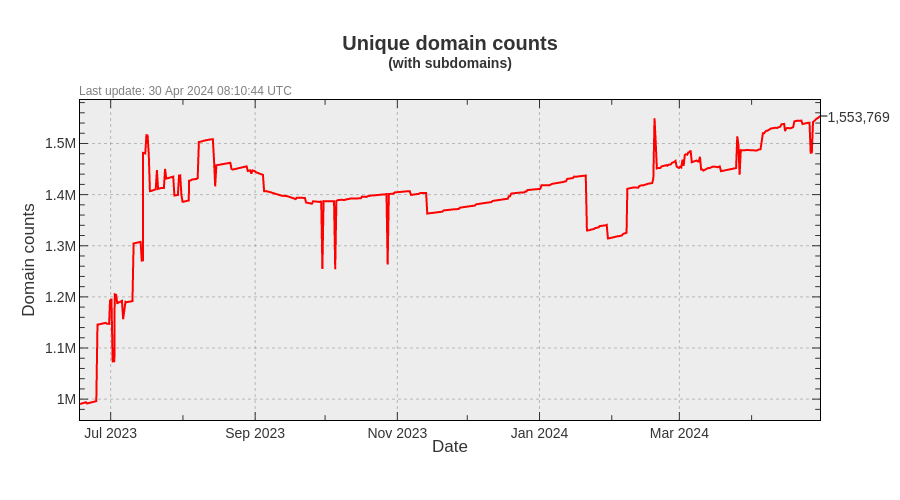 Unique domain counts
(with subdomains)
Last update: 30 Apr 2024 08:10:44 UTC
1,553,769
1.5M
1.4M
1.3M
1.2M
1.1M
1M
Domain counts
Jul 2023
Sep 2023
Nov 2023
Jan 2024
Mar 2024
Date